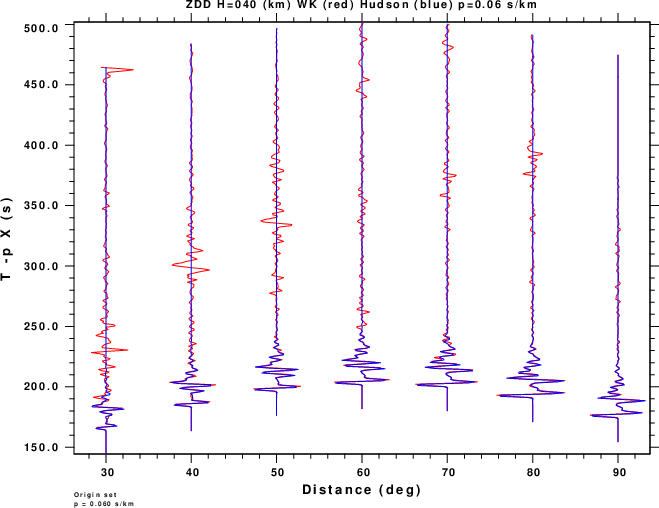 ZDD H=040 (km) WK (red) Hudson (blue) p=0.06 s/km
500.0
450.0
400.0
350.0
300.0
250.0
200.0
150.0
T -p X (s)
30 40 50 60 70 80 90
Distance (deg)
Origin set
p = 0.060 s/km